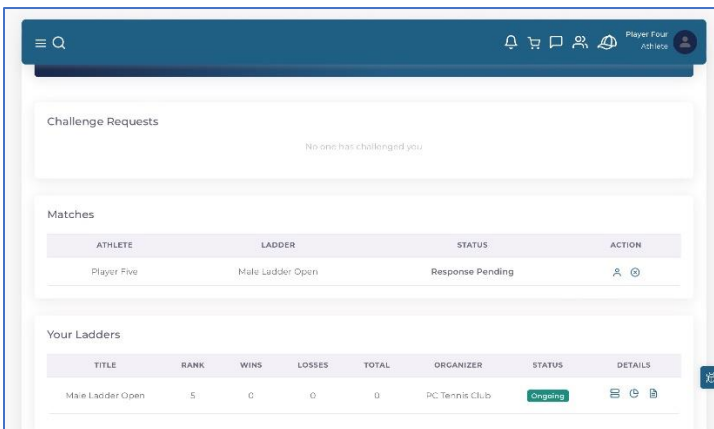 Player Four
Athlete
Challenge Requests
No one has challenged you
Matches
ATHLETE LADDER STATUS ACTION
Player Five Male Ladder Open Response Pending
Your Ladders
TITLE RANK WINS LOSSES TOTAL ORGANIZER STATUS DETAILS
Male Ladder Open 5 0 0 0 PC Tennis Club Ongoing